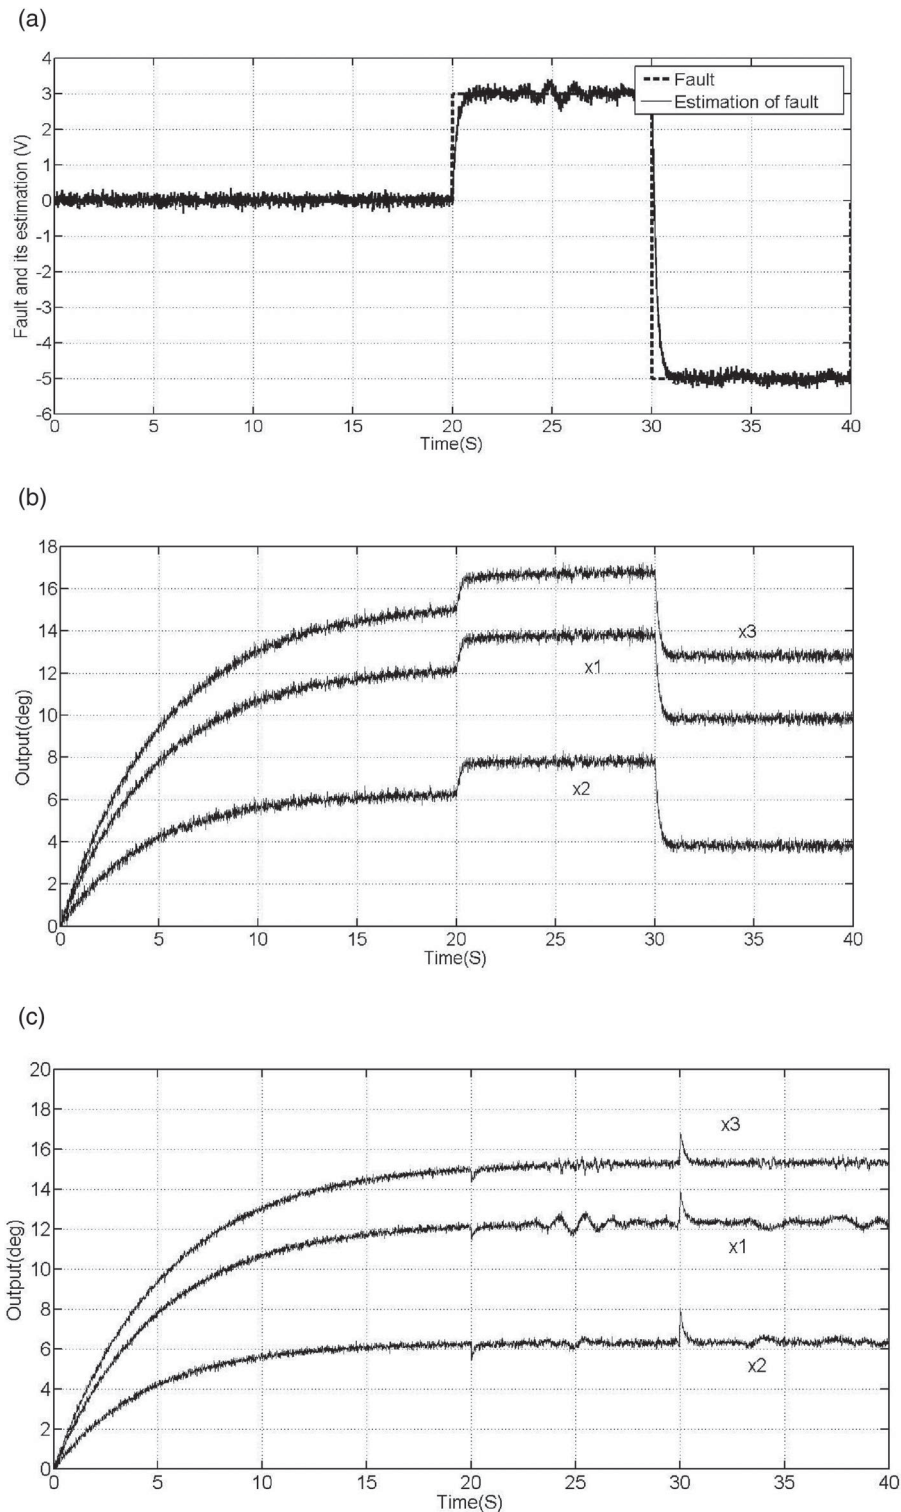 (a)
4
3
2
1
0
-1
-2
-3
-4
-5
-6
Fault and its estimation (V)
Fault
Estimation of fault
0 5 10 15 20 25 30 35 40
Time(S)
(b)
18
16
14
12
10
8
6
4
2
0
Output(deg)
x3
x1
x2
0 5 10 15 20 25 30 35 40
Time(S)
(c)
20
18
16
14
12
10
8
6
4
2
0
Output(deg)
x3
x1
x2
0 5 10 15 20 25 30 35 40
Time(S)